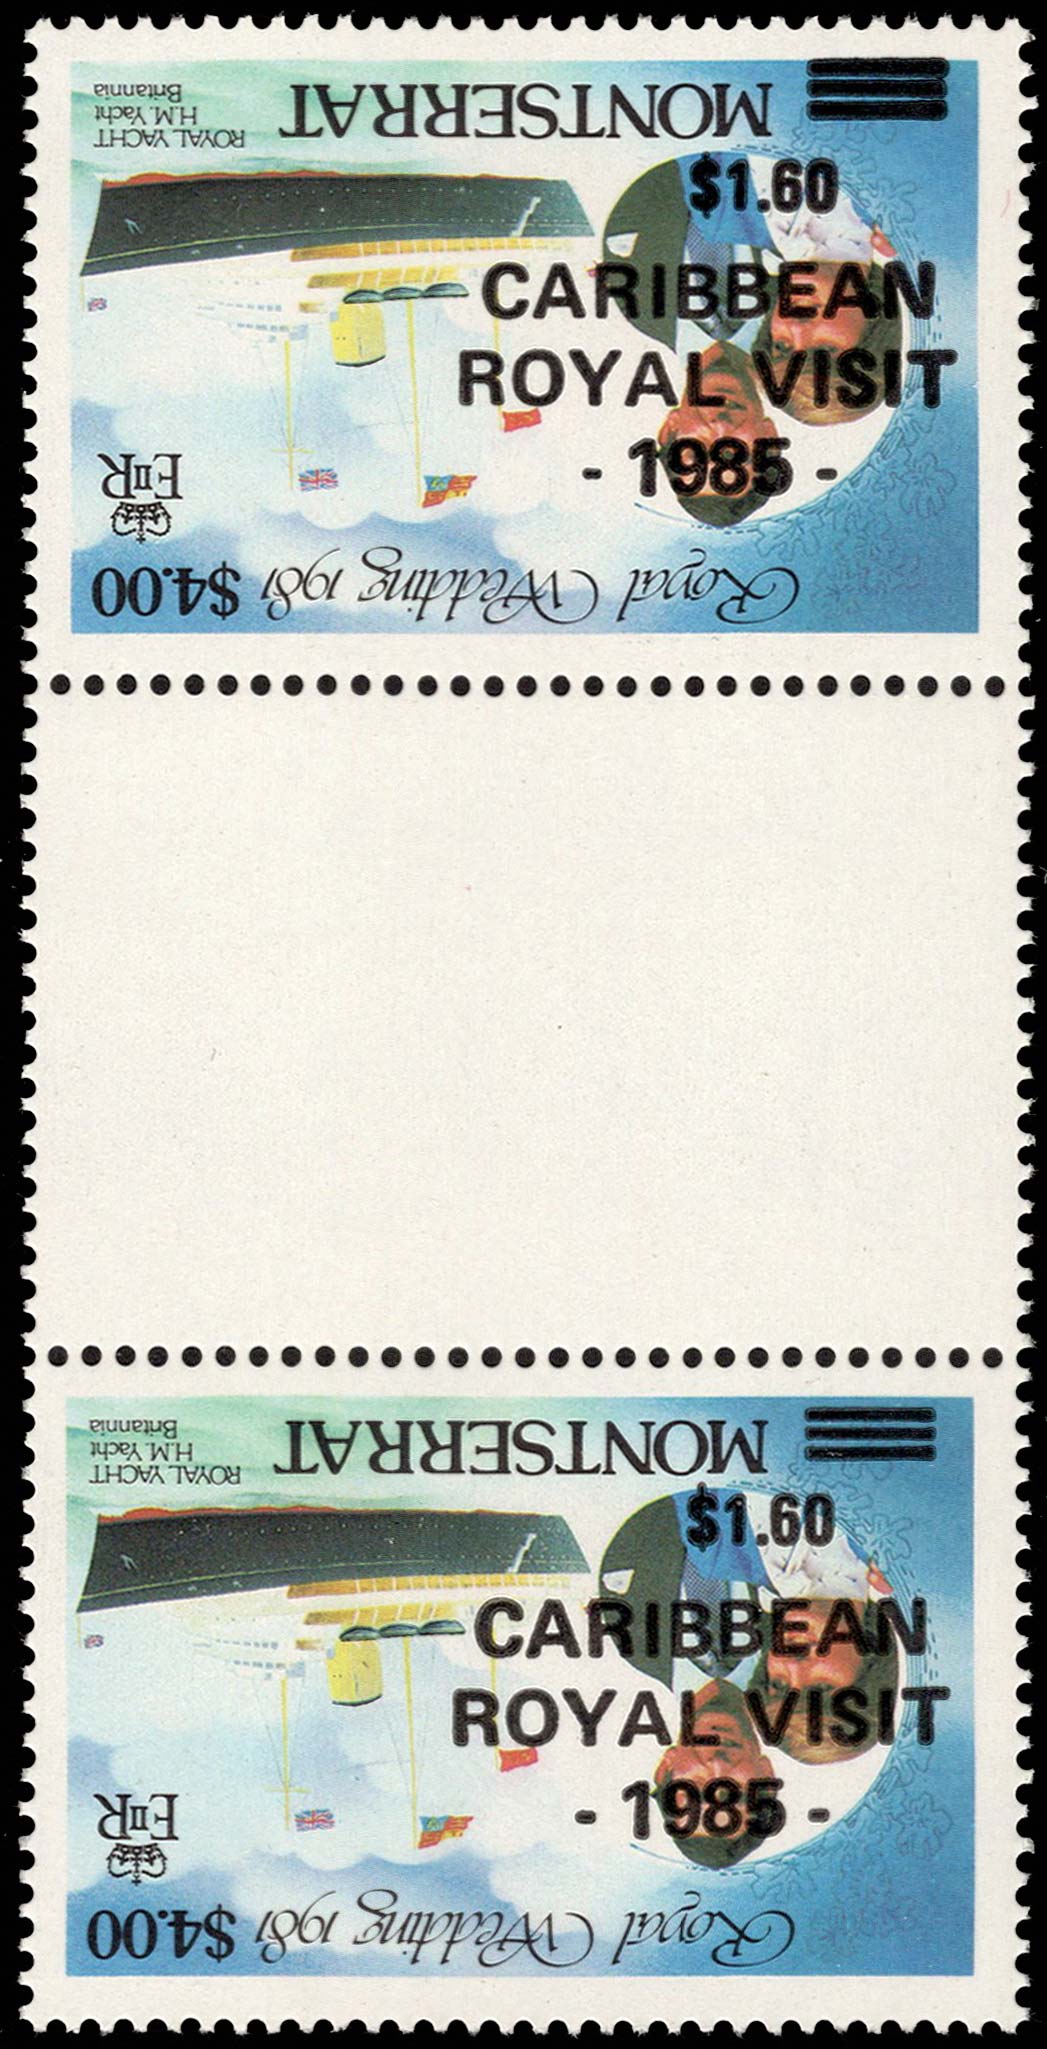 MONTSERRAT
ROYAL YACHT
H.M. Yacht
Britannia
$1.60
CARIBBEAN
ROYAL VISIT
- 1985 -
EIIR
Royal Wedding 1981 $4.00
MONTSERRAT
ROYAL YACHT
H.M. Yacht
Britannia
$1.60
CARIBBEAN
ROYAL VISIT
- 1985 -
EIIR
Royal Wedding 1981 $4.00